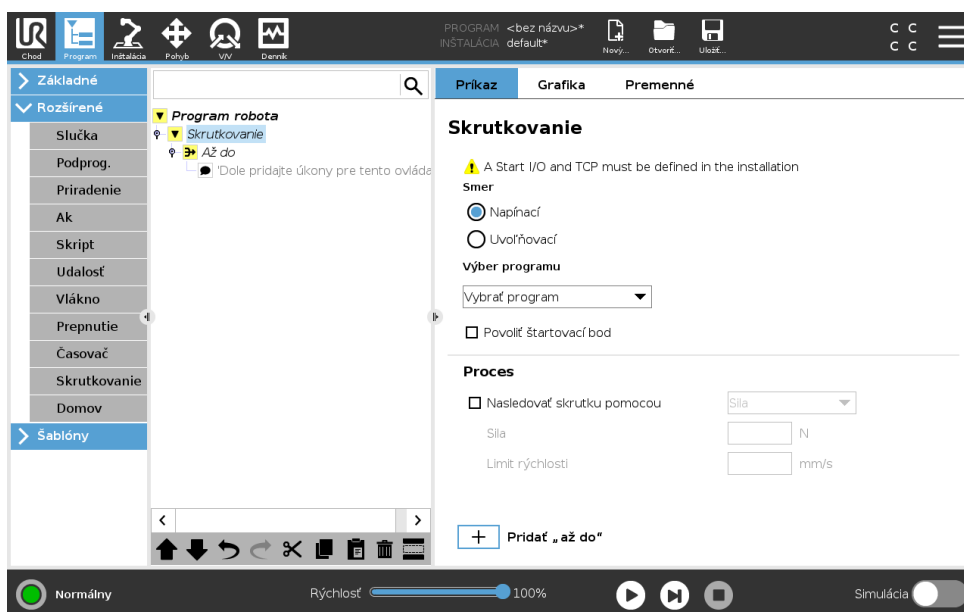 PROGRAM <bez názvu>*
INŠTALÁCIA default*
Chod Program Inštalácia Pohyb V/V Denník Nový... Otvoriť... Uložiť...
C C
C C
Základné
Rozšírené
Slučka
Podprog.
Priradenie
Ak
Skript
Udalosť
Vlákno
Prepnutie
Časovač
Skrutkovanie
Domov
Šablóny
Program robota
Skrutkovanie
Až do
'Dole pridajte úkony pre tento ovláda
Príkaz Grafika Premenné
Skrutkovanie
A Start I/O and TCP must be defined in the installation
Smer
Napínací
Uvoľňovací
Výber programu
Vybrať program
Povoliť štartovací bod
Proces
Nasledovať skrutku pomocou Sila
Sila N
Limit rýchlosti mm/s
Pridať „až do“
Normálny Rýchlosť 100% Simulácia